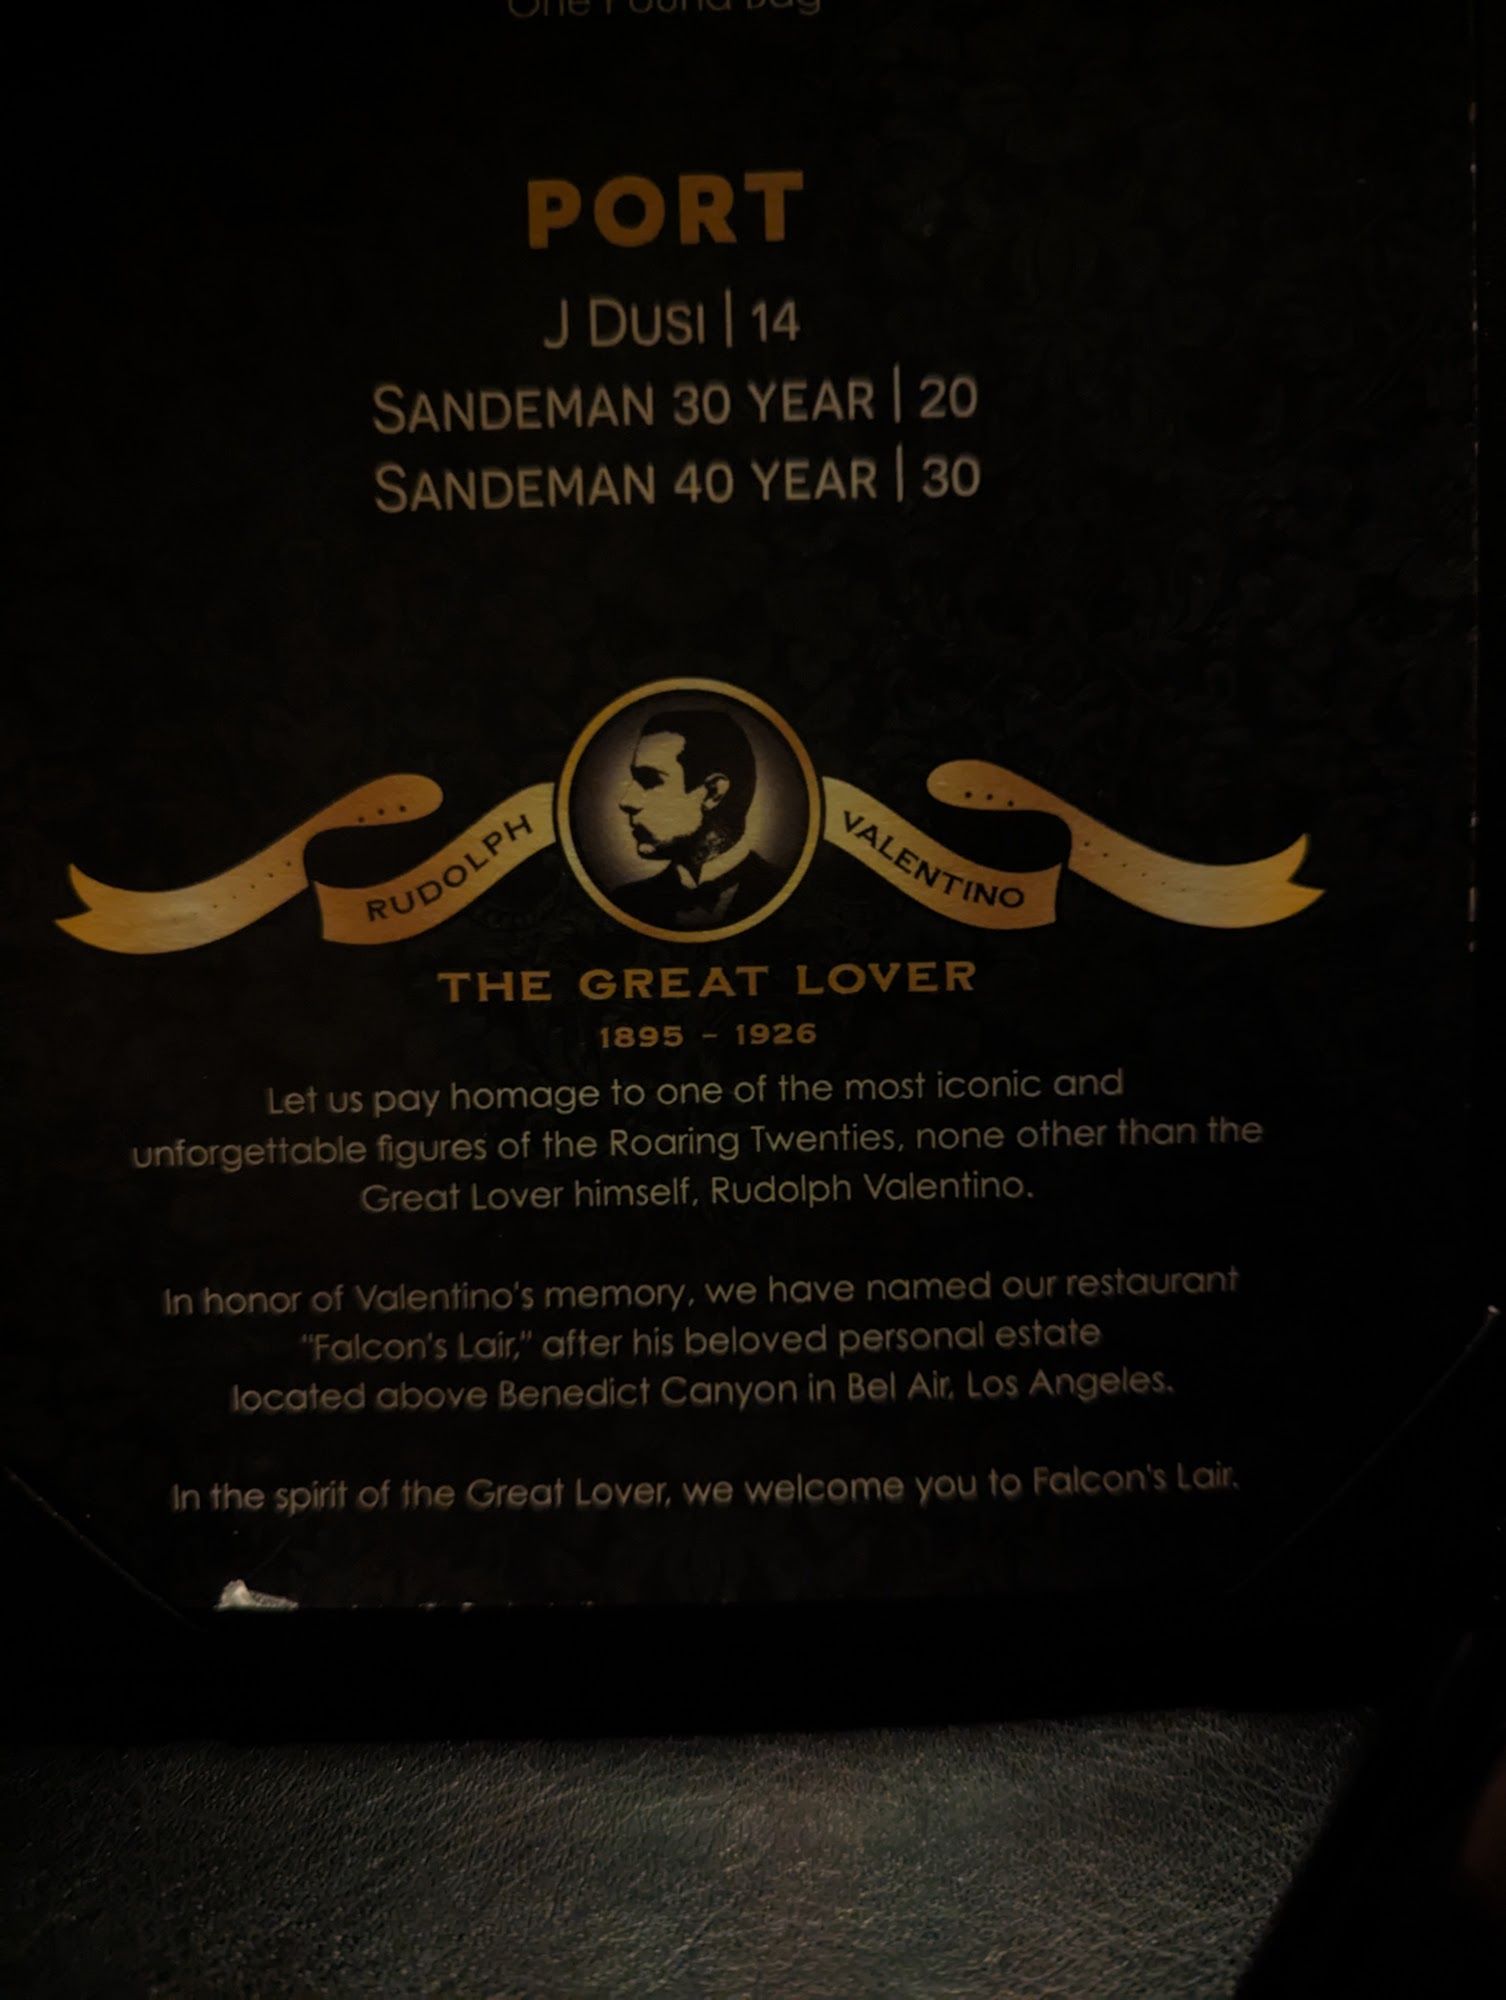 One Pound Bag
PORT
J DUSI | 14
SANDEMAN 30 YEAR | 20
SANDEMAN 40 YEAR | 30
RUDOLPH VALENTINO
THE GREAT LOVER
1895 - 1926
Let us pay homage to one of the most iconic and
unforgettable figures of the Roaring Twenties, none other than the
Great Lover himself, Rudolph Valentino.
In honor of Valentino's memory, we have named our restaurant
"Falcon's Lair," after his beloved personal estate
located above Benedict Canyon in Bel Air, Los Angeles.
In the spirit of the Great Lover, we welcome you to Falcon's Lair.